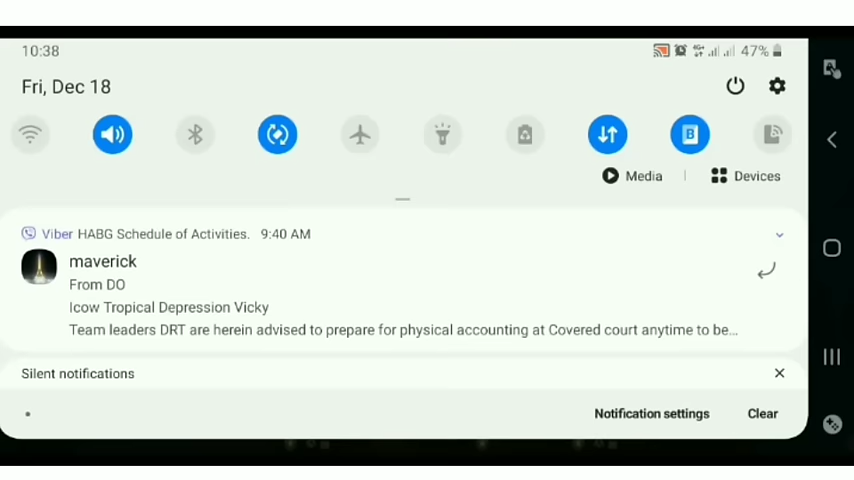 10:38 47%
Fri, Dec 18
Media Devices
Viber HABG Schedule of Activities. 9:40 AM
maverick
From DO
Icow Tropical Depression Vicky
Team leaders DRT are herein advised to prepare for physical accounting at Covered court anytime to be...
Silent notifications
Notification settings Clear